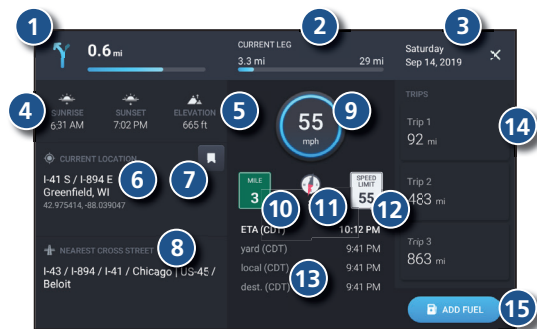 1
2
3
0.6 mi
CURRENT LEG
3.3 mi
29 mi
Saturday
Sep 14, 2019
4
SUNRISE
6:31 AM
SUNSET
7:02 PM
ELEVATION
665 ft
5
55
mph
9
TRIPS
Trip 1
92 mi
14
CURRENT LOCATION
I-41 S / I-894 E
Greenfield, WI
42.975414, -88.039047
6
7
MILE
3
10
11
SPEED
LIMIT
55
12
Trip 2
483 mi
NEAREST CROSS STREET
8
I-43 / I-894 / I-41 / Chicago | US-45 /
Beloit
ETA (CDT) 10:12 PM
yard (CDT) 9:41 PM
local (CDT) 9:41 PM
dest. (CDT) 9:41 PM
13
Trip 3
863 mi
ADD FUEL
15